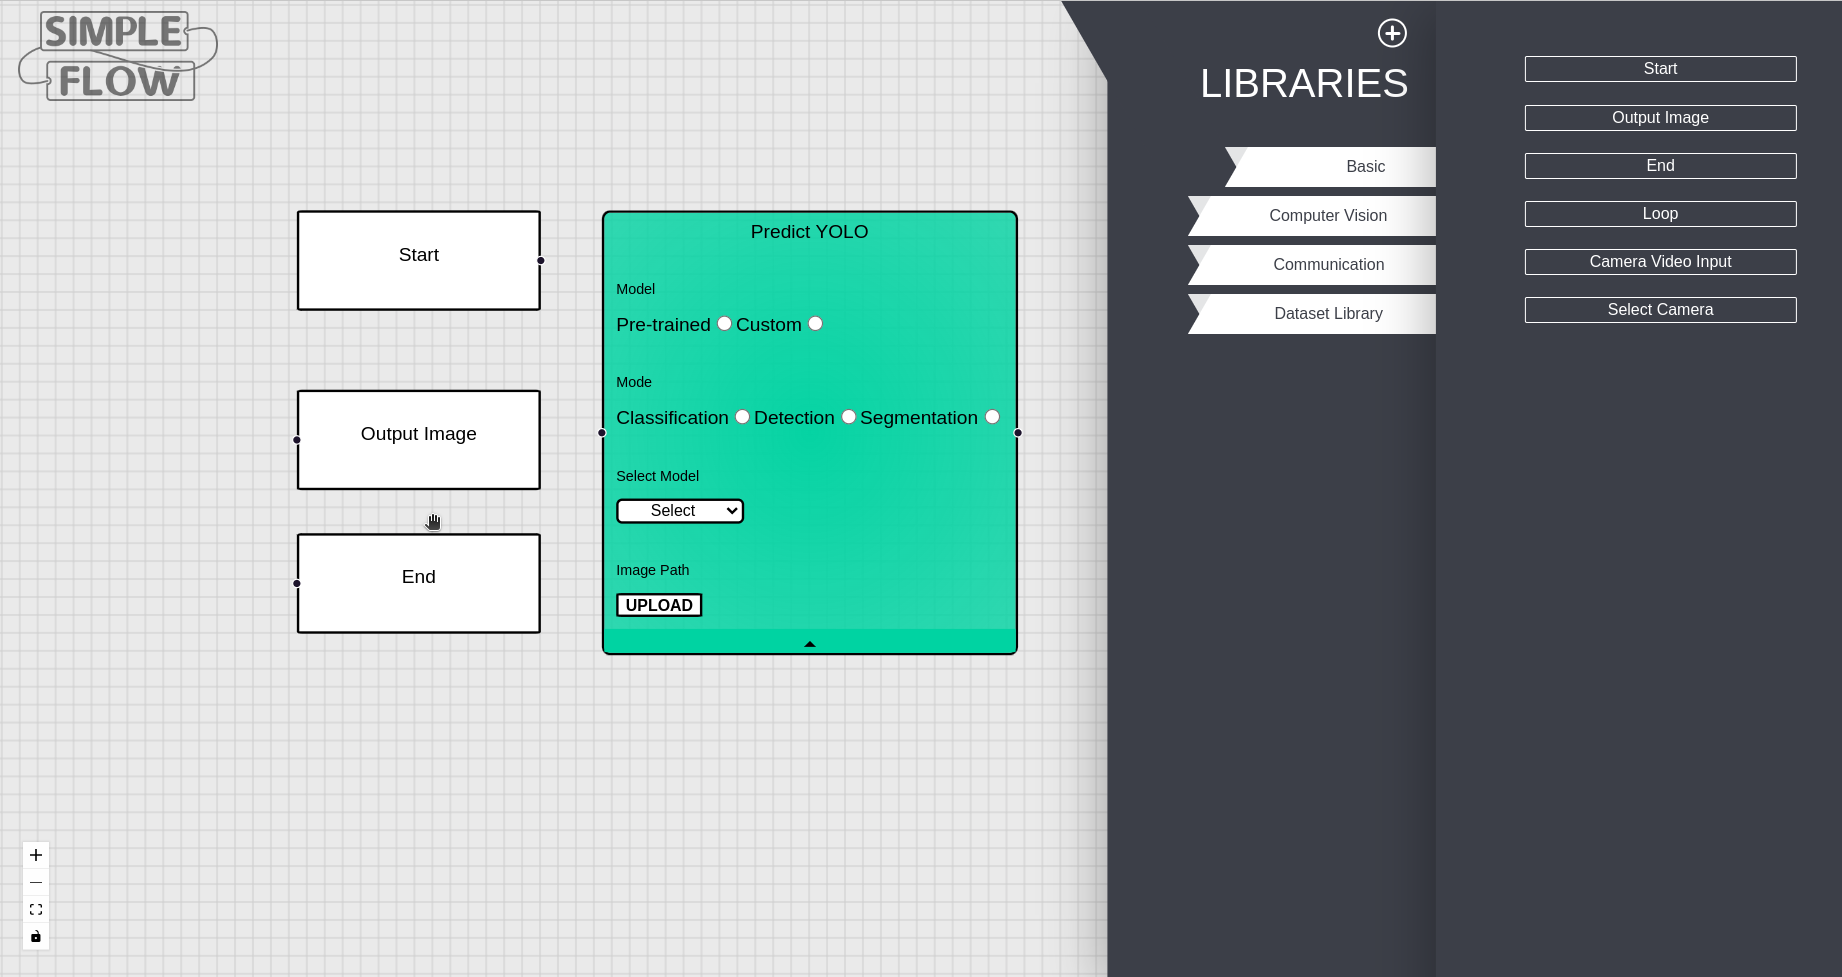 SIMPLE
FLOW
Start
Output Image
End
Predict YOLO
Model
Pre-trained Custom
Mode
Classification Detection Segmentation
Select Model
Select
Image Path
UPLOAD
LIBRARIES
Basic
Computer Vision
Communication
Dataset Library
Start
Output Image
End
Loop
Camera Video Input
Select Camera